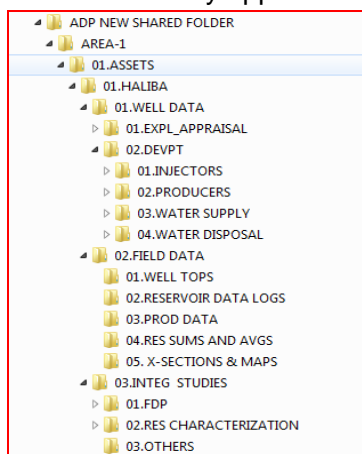 ADP NEW SHARED FOLDER
AREA-1
01.ASSETS
01.HALIBA
01.WELL DATA
01.EXPL_APPRAISAL
02.DEVPT
01.INJECTORS
02.PRODUCERS
03.WATER SUPPLY
04.WATER DISPOSAL
02.FIELD DATA
01.WELL TOPS
02.RESERVOIR DATA LOGS
03.PROD DATA
04.RES SUMS AND AVGS
05. X-SECTIONS & MAPS
03.INTEG STUDIES
01.FDP
02.RES CHARACTERIZATION
03.OTHERS